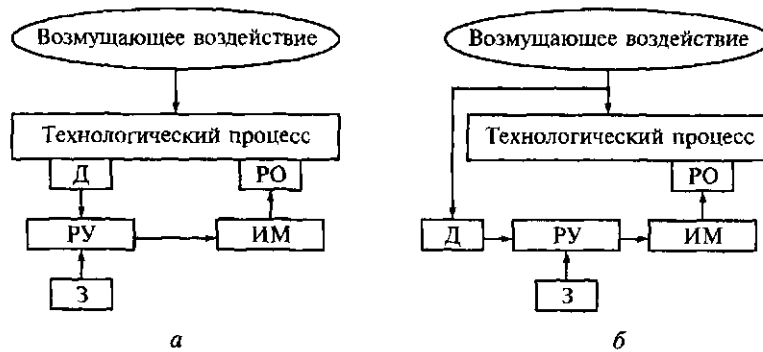 Возмущающее воздействие
Технологический процесс
Д
РО
РУ
ИМ
З
а
Возмущающее воздействие
Технологический процесс
РО
Д
РУ
ИМ
З
б